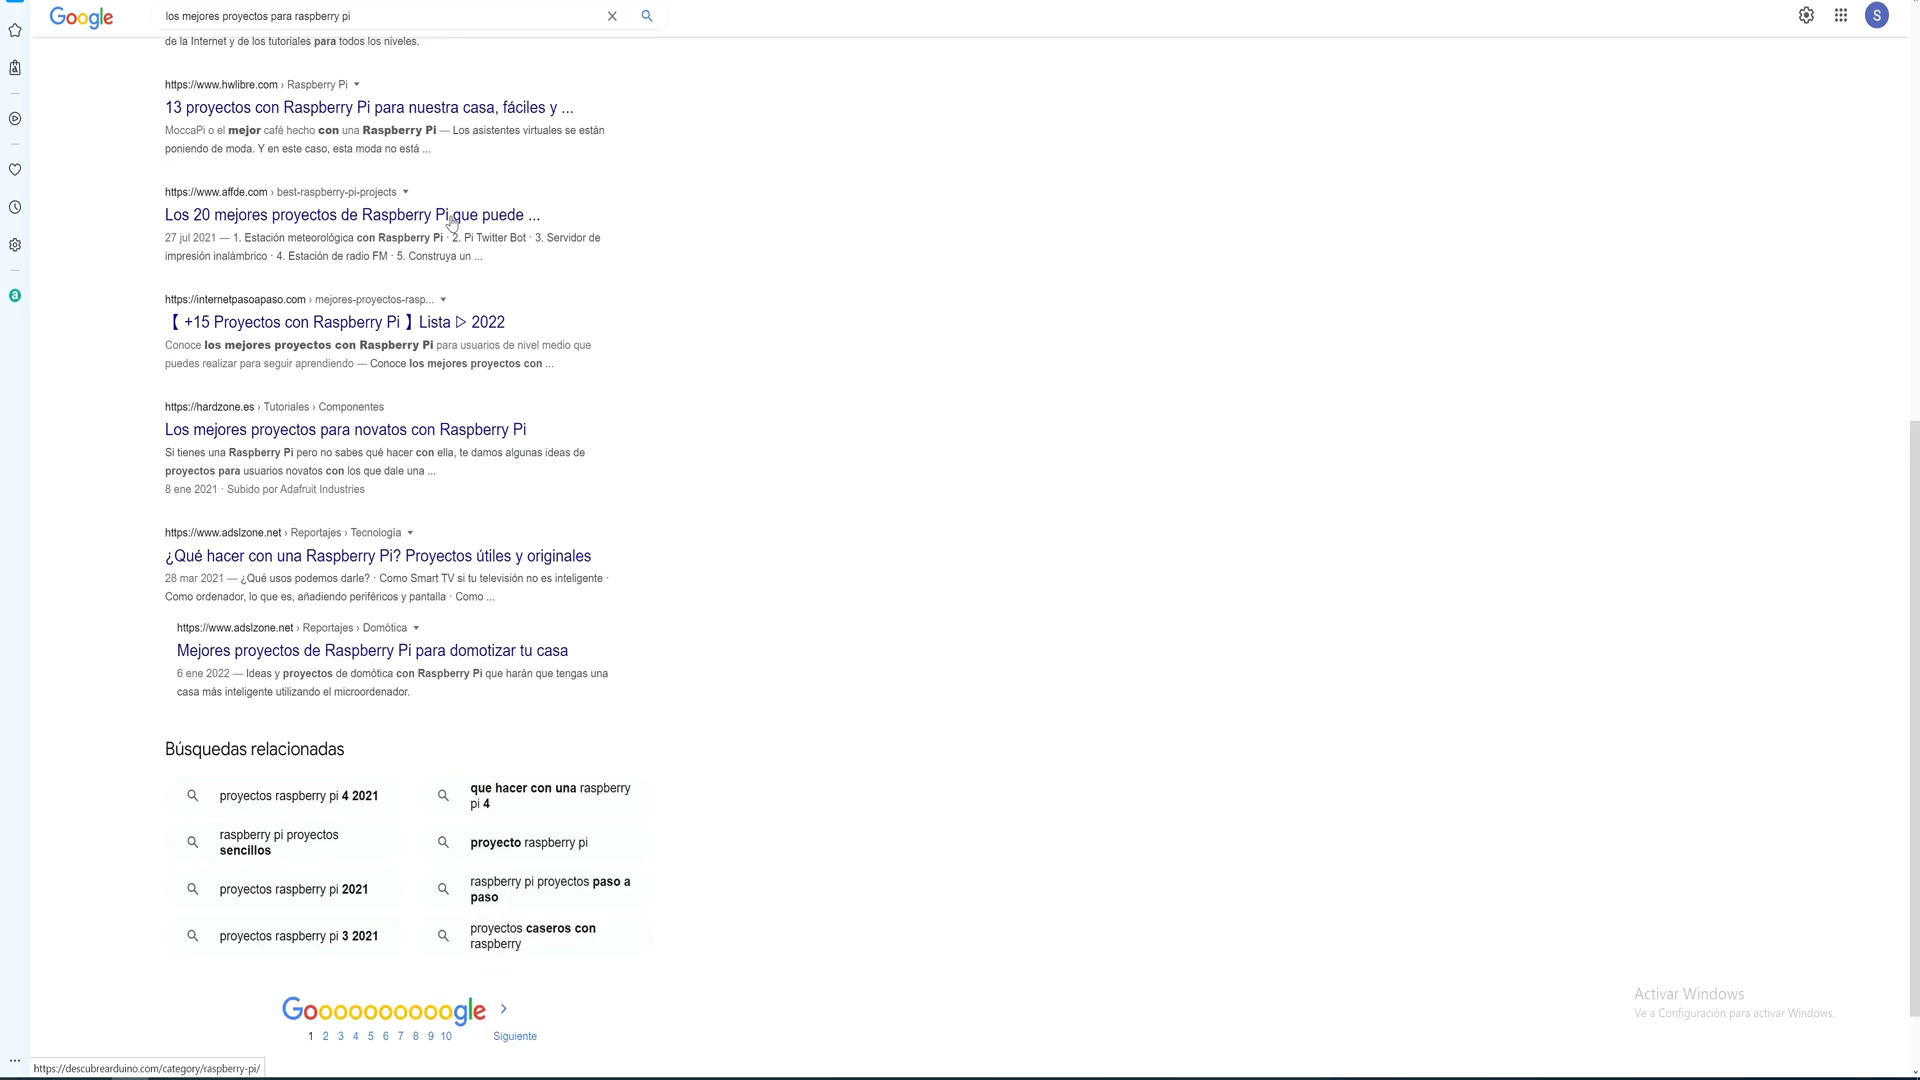 Google
los mejores proyectos para raspberry pi
S
de la Internet y de los tutoriales para todos los niveles.
https://www.hwlibre.com › Raspberry Pi
13 proyectos con Raspberry Pi para nuestra casa, fáciles y ...
MoccaPi o el mejor café hecho con una Raspberry Pi — Los asistentes virtuales se están
poniendo de moda. Y en este caso, esta moda no está ...
https://www.affde.com › best-raspberry-pi-projects
Los 20 mejores proyectos de Raspberry Pi que puede ...
27 jul 2021 — 1. Estación meteorológica con Raspberry Pi · 2. Pi Twitter Bot · 3. Servidor de
impresión inalámbrico · 4. Estación de radio FM · 5. Construya un ...
https://internetpasoapaso.com › mejores-proyectos-rasp...
【 +15 Proyectos con Raspberry Pi 】Lista ▷ 2022
Conoce los mejores proyectos con Raspberry Pi para usuarios de nivel medio que
puedes realizar para seguir aprendiendo — Conoce los mejores proyectos con ...
https://hardzone.es › Tutoriales › Componentes
Los mejores proyectos para novatos con Raspberry Pi
Si tienes una Raspberry Pi pero no sabes qué hacer con ella, te damos algunas ideas de
proyectos para usuarios novatos con los que dale una ...
8 ene 2021 · Subido por Adafruit Industries
https://www.adslzone.net › Reportajes › Tecnología
¿Qué hacer con una Raspberry Pi? Proyectos útiles y originales
28 mar 2021 — ¿Qué usos podemos darle? · Como Smart TV si tu televisión no es inteligente ·
Como ordenador, lo que es, añadiendo periféricos y pantalla · Como ...
https://www.adslzone.net › Reportajes › Domótica
Mejores proyectos de Raspberry Pi para domotizar tu casa
6 ene 2022 — Ideas y proyectos de domótica con Raspberry Pi que harán que tengas una
casa más inteligente utilizando el microordenador.
Búsquedas relacionadas
proyectos raspberry pi 4 2021
que hacer con una raspberry
pi 4
raspberry pi proyectos
sencillos
proyecto raspberry pi
proyectos raspberry pi 2021
raspberry pi proyectos paso a
paso
proyectos raspberry pi 3 2021
proyectos caseros con
raspberry
Goooooooooogle
1 2 3 4 5 6 7 8 9 10 Siguiente
Activar Windows
Ve a Configuración para activar Windows.
https://descubrearduino.com/category/raspberry-pi/